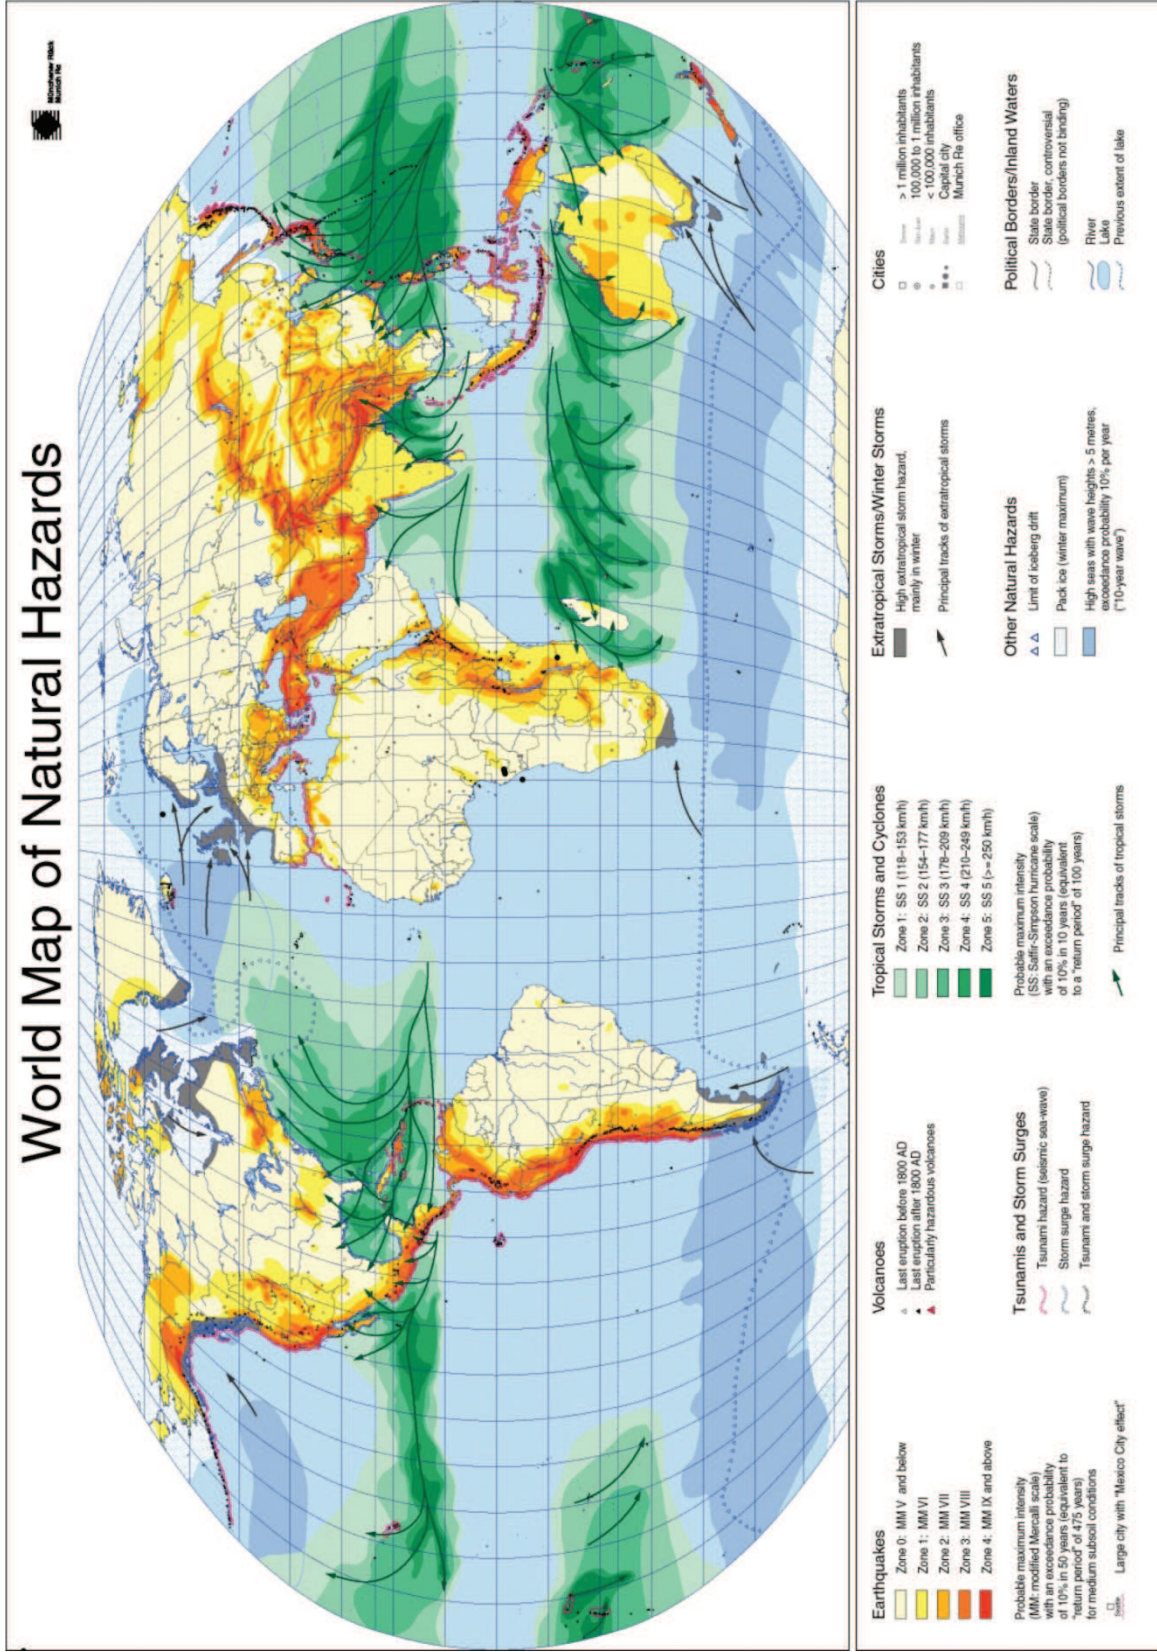 World Map of Natural Hazards
Münchener Rück
Munich Re
Earthquakes
Zone 0: MM V and below
Zone 1: MM VI
Zone 2: MM VII
Zone 3: MM VIII
Zone 4: MM IX and above
Probable maximum intensity
(MM: modified Mercalli scale)
with an exceedance probability
of 10% in 50 years (equivalent to
"return period" of 475 years)
for medium subsoil conditions
Large city with "Mexico City effect"
Volcanoes
Last eruption before 1800 AD
Last eruption after 1800 AD
Particularly hazardous volcanoes
Tsunamis and Storm Surges
Tsunami hazard (seismic sea-wave)
Storm surge hazard
Tsunami and storm surge hazard
Tropical Storms and Cyclones
Zone 1: SS 1 (118–153 km/h)
Zone 2: SS 2 (154–177 km/h)
Zone 3: SS 3 (178–209 km/h)
Zone 4: SS 4 (210–249 km/h)
Zone 5: SS 5 (>= 250 km/h)
Probable maximum intensity
(SS: Saffir-Simpson hurricane scale)
with an exceedance probability
of 10% in 10 years (equivalent
to a "return period" of 100 years)
Principal tracks of tropical storms
Extratropical Storms/Winter Storms
High extratropical storm hazard,
mainly in winter
Principal tracks of extratropical storms
Other Natural Hazards
Limit of iceberg drift
Pack ice (winter maximum)
High seas with wave heights > 5 metres,
exceedance probability 10% per year
("10-year wave")
Cities
> 1 million inhabitants
100,000 to 1 million inhabitants
< 100,000 inhabitants
Capital city
Munich Re office
Political Borders/Inland Waters
State border
State border, controversial
(political borders not binding)
River
Lake
Previous extent of lake